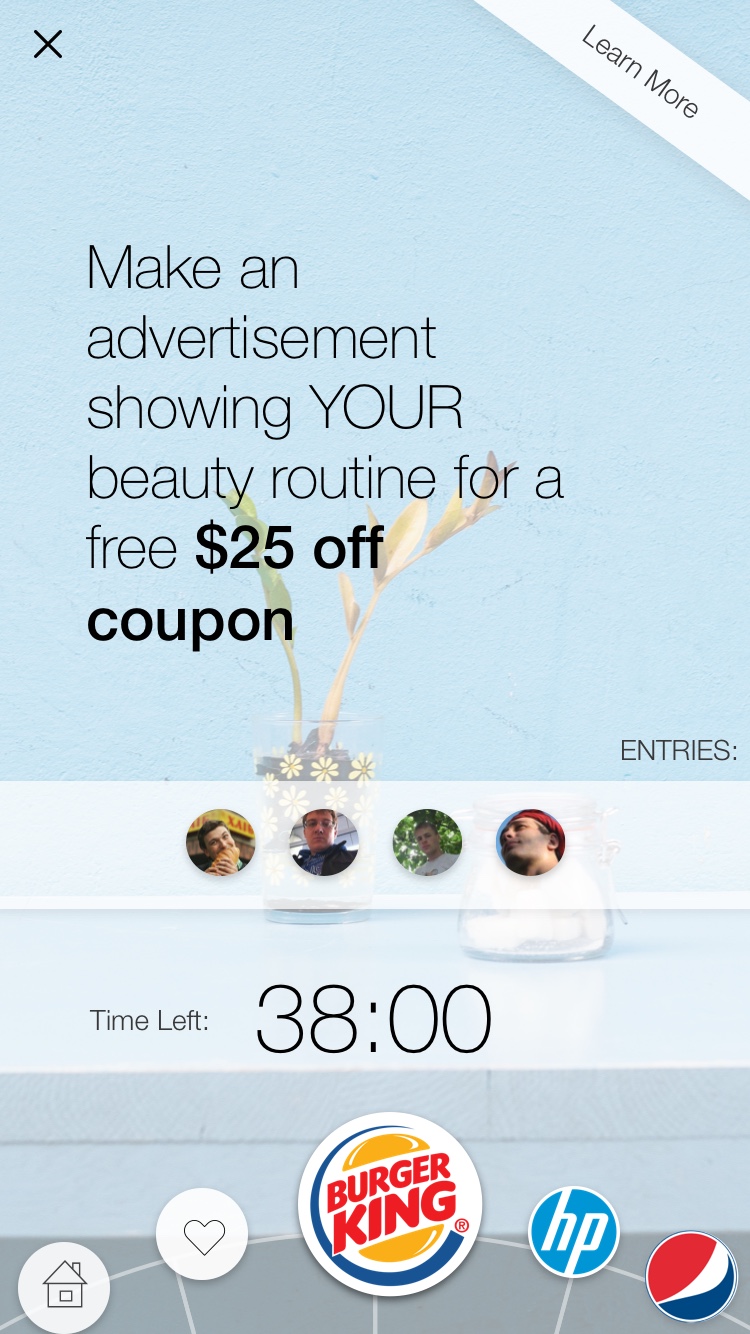 Learn More
Make an
advertisement
showing YOUR
beauty routine for a
free $25 off
coupon
ENTRIES:
Time Left: 38:00
BURGER
KING®
hp